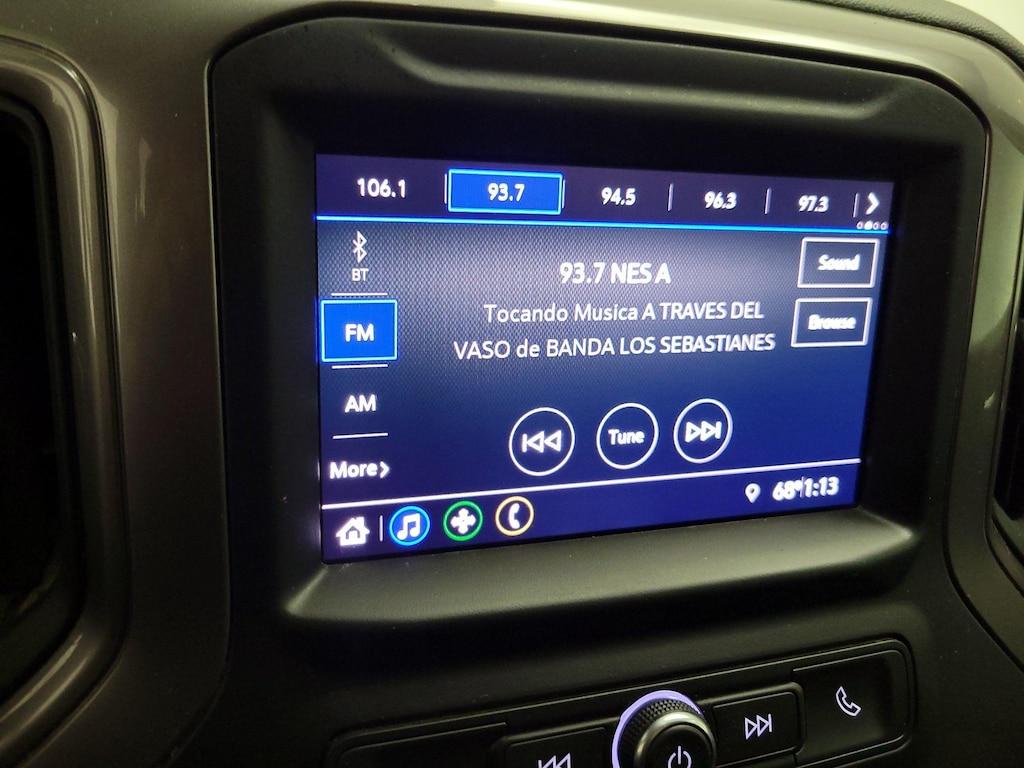 106.1 93.7 94.5 96.3 97.3
BT
93.7 NES A
Sound
FM
Tocando Musica A TRAVES DEL
VASO de BANDA LOS SEBASTIANES
Browse
AM
Tune
More
68° 1:13